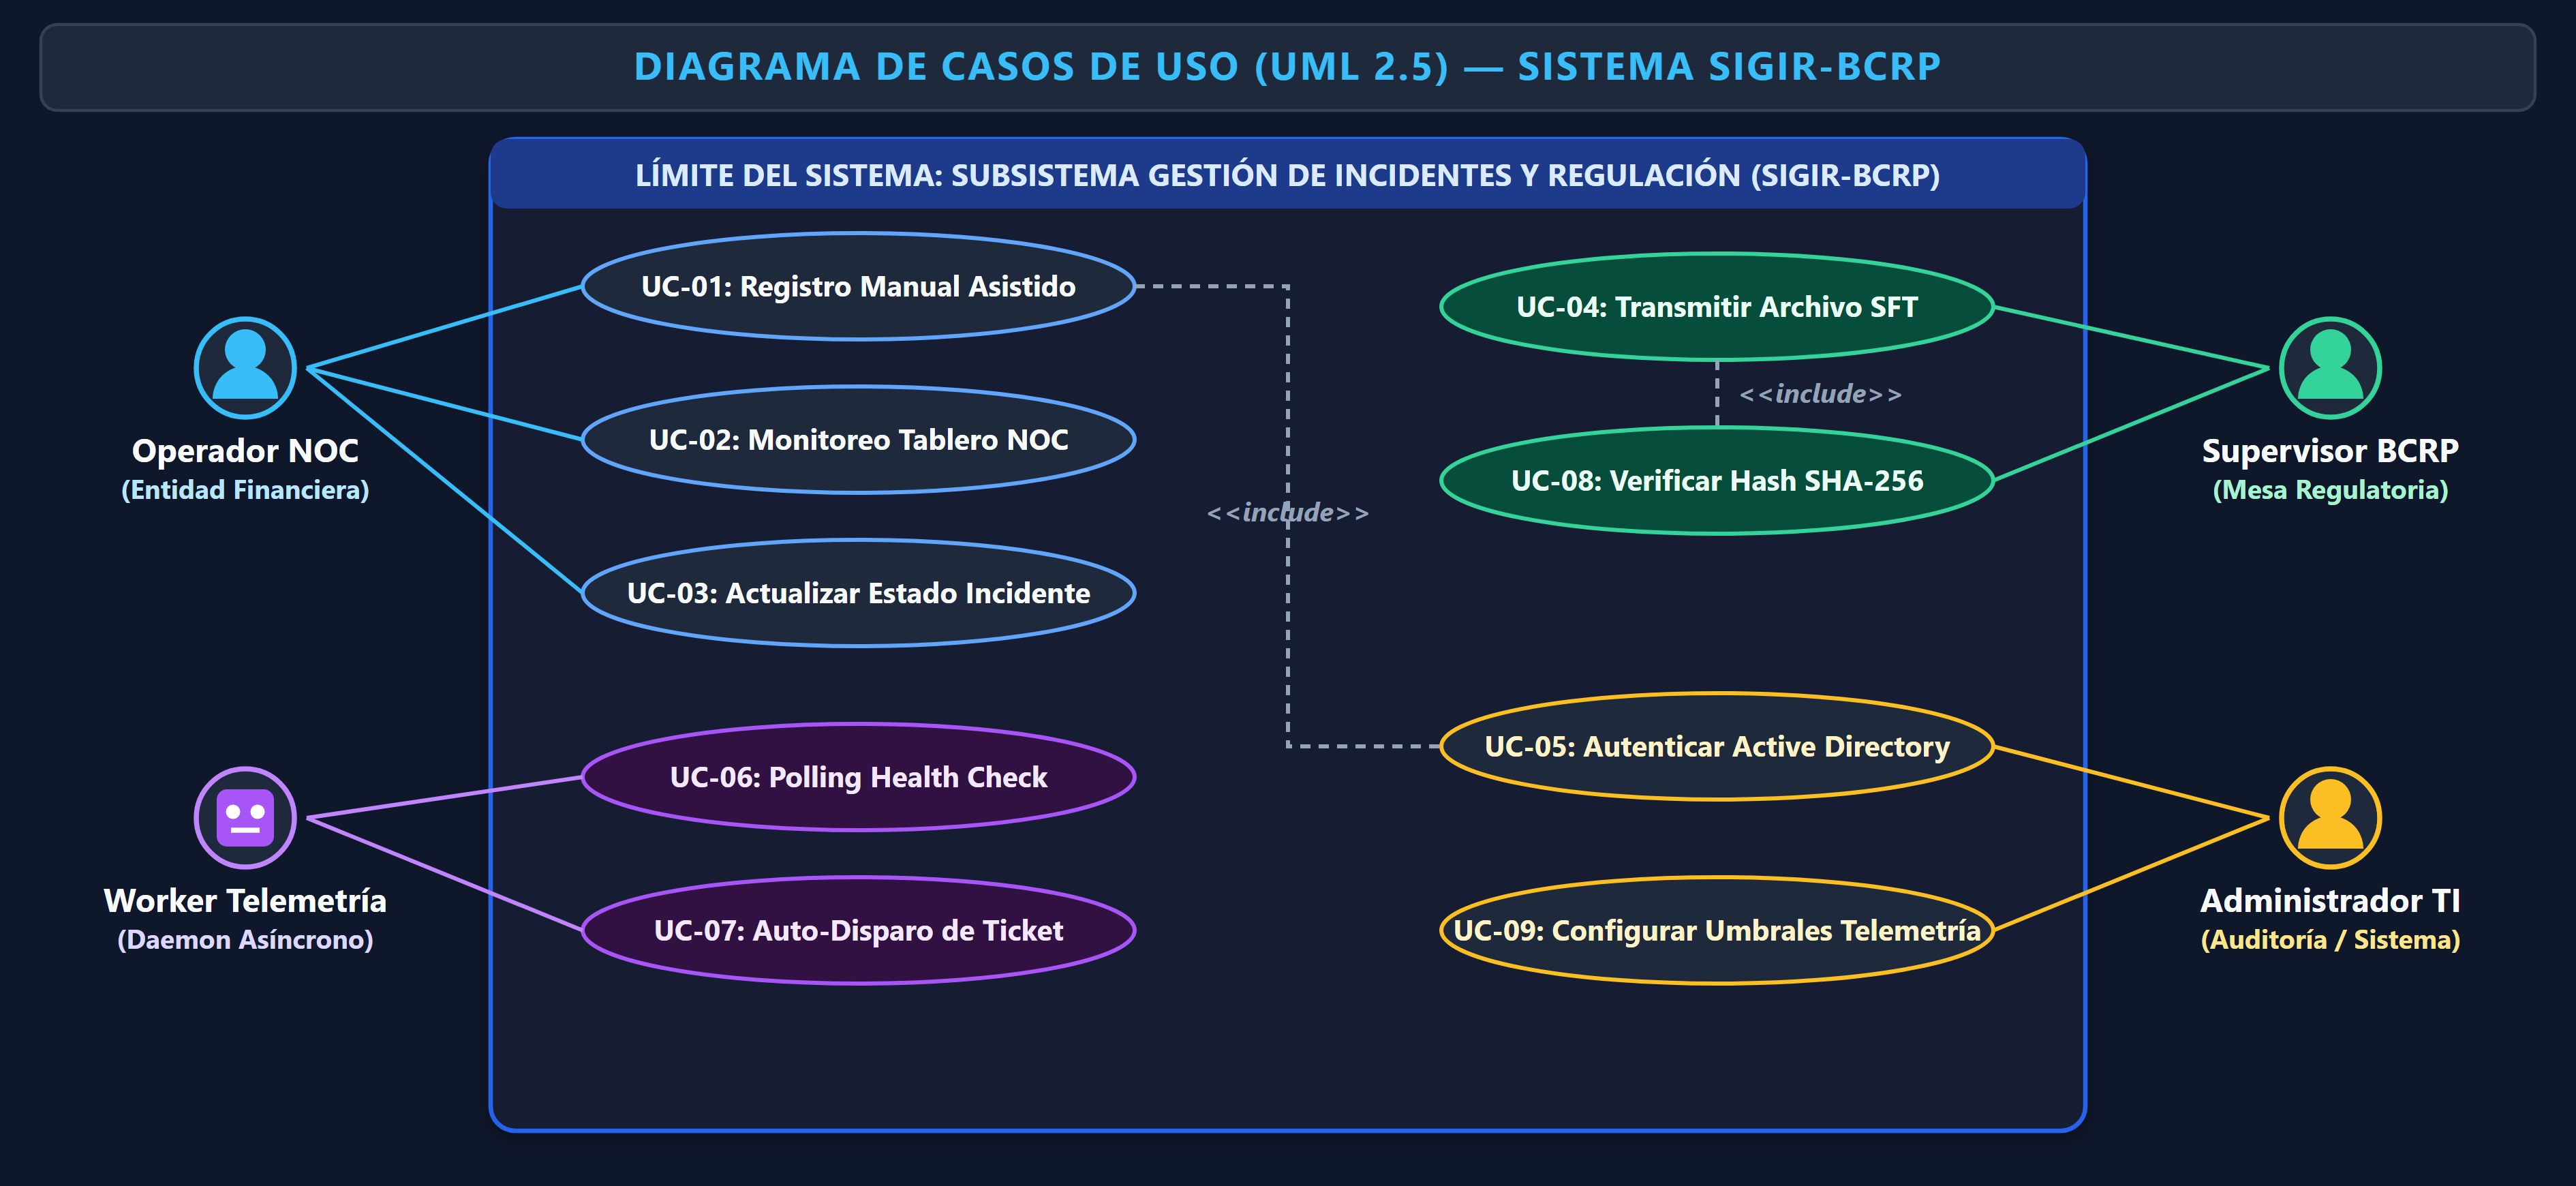 DIAGRAMA DE CASOS DE USO (UML 2.5) — SISTEMA SIGIR-BCRP
LÍMITE DEL SISTEMA: SUBSISTEMA GESTIÓN DE INCIDENTES Y REGULACIÓN (SIGIR-BCRP)
Operador NOC
(Entidad Financiera)
Worker Telemetría
(Daemon Asíncrono)
UC-01: Registro Manual Asistido
UC-02: Monitoreo Tablero NOC
UC-03: Actualizar Estado Incidente
UC-06: Polling Health Check
UC-07: Auto-Disparo de Ticket
<<include>>
UC-04: Transmitir Archivo SFT
<<include>>
UC-08: Verificar Hash SHA-256
UC-05: Autenticar Active Directory
UC-09: Configurar Umbrales Telemetría
Supervisor BCRP
(Mesa Regulatoria)
Administrador TI
(Auditoría / Sistema)